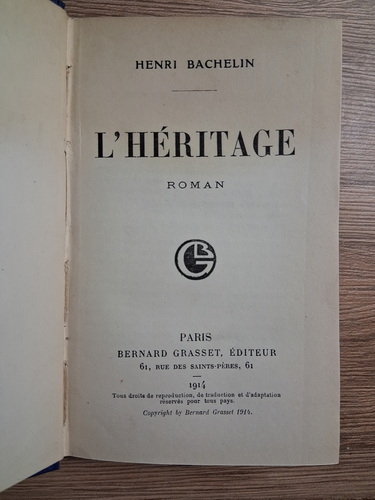 HENRI BACHELIN
L'HÉRITAGE
ROMAN
BG
PARIS
BERNARD GRASSET, ÉDITEUR
61, RUE DES SAINTS-PÈRES, 61
1914
Tous droits de reproduction, de traduction et d'adaptation
réservés pour tous pays.
Copyright by Bernard Grasset 1914.